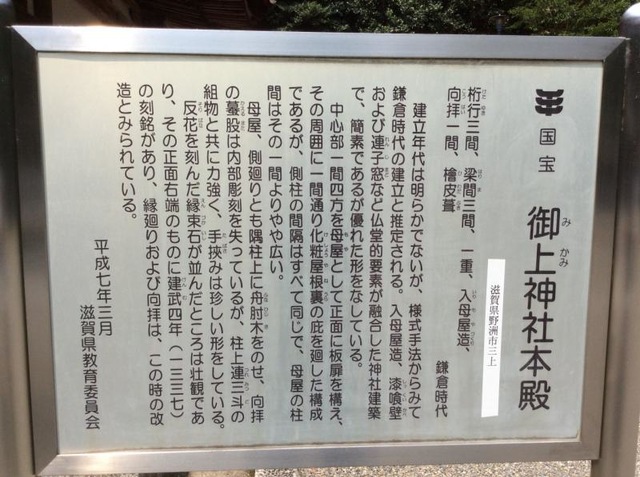 国宝 御上神社本殿
滋賀県野洲市三上
鎌倉時代
桁行三間、梁間三間、一重、入母屋造、
向拝一間、檜皮葺
建立年代は明らかでないが、様式手法からみて
鎌倉時代の建立と推定される。入母屋造、漆喰壁
および連子窓など仏堂的要素が融合した神社建築
で、簡素であるが優れた形をなしている。
中心部一間四方を母屋として正面に板扉を構え、
その周囲に一間通り化粧屋根裏の庇を廻した構成
であるが、側柱の間隔はすべて同じで、母屋の柱
間はその一間よりやや広い。
母屋、側廻りとも隅柱上に舟肘木をのせ、向拝
の蟇股は内部彫刻を失っているが、柱上連三斗の
組物と共に力強く、手挟みは珍しい形をしている。
反花を刻んだ縁束石が並んだところは壮観であ
り、その正面右端のものに建武四年（一三三七）
の刻銘があり、縁廻りおよび向拝は、この時の改
造とみられている。
平成七年三月
滋賀県教育委員会